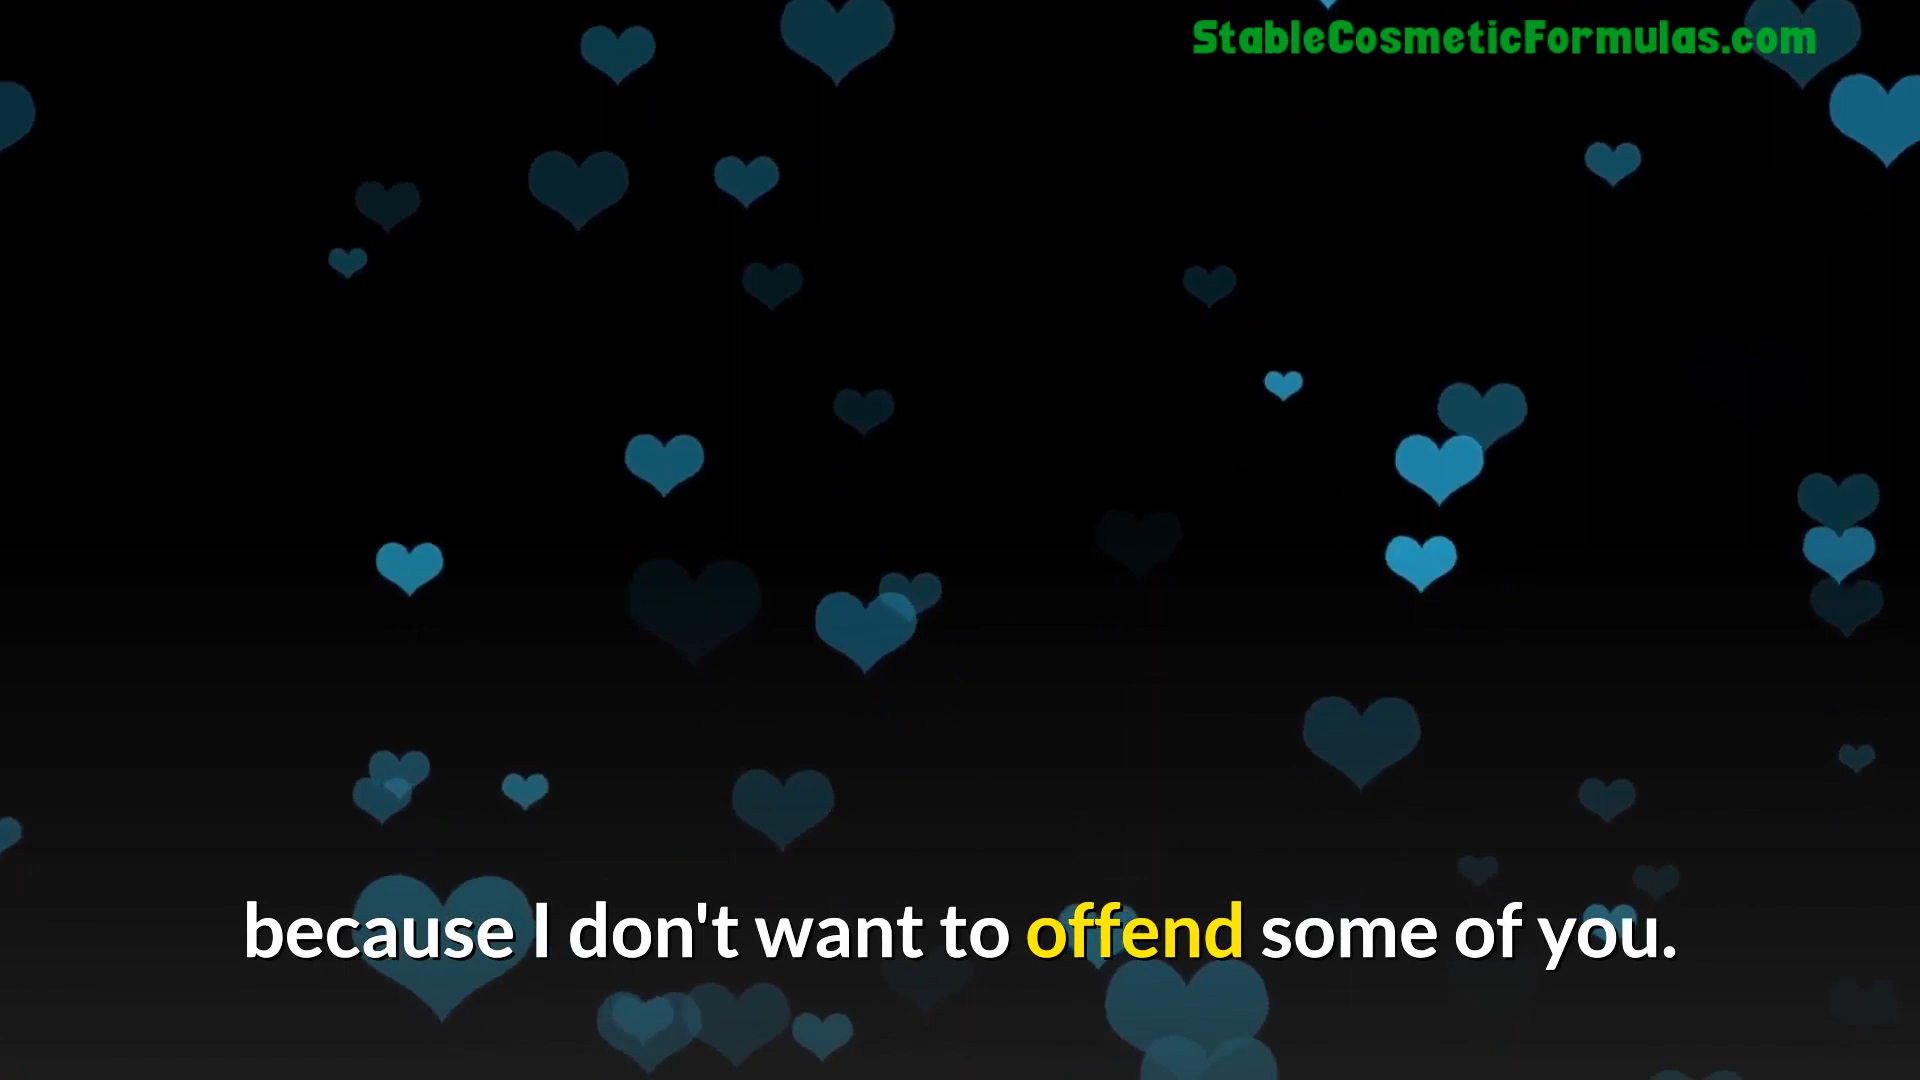 StableCosmeticFormulas.com
because I don't want to offend some of you.